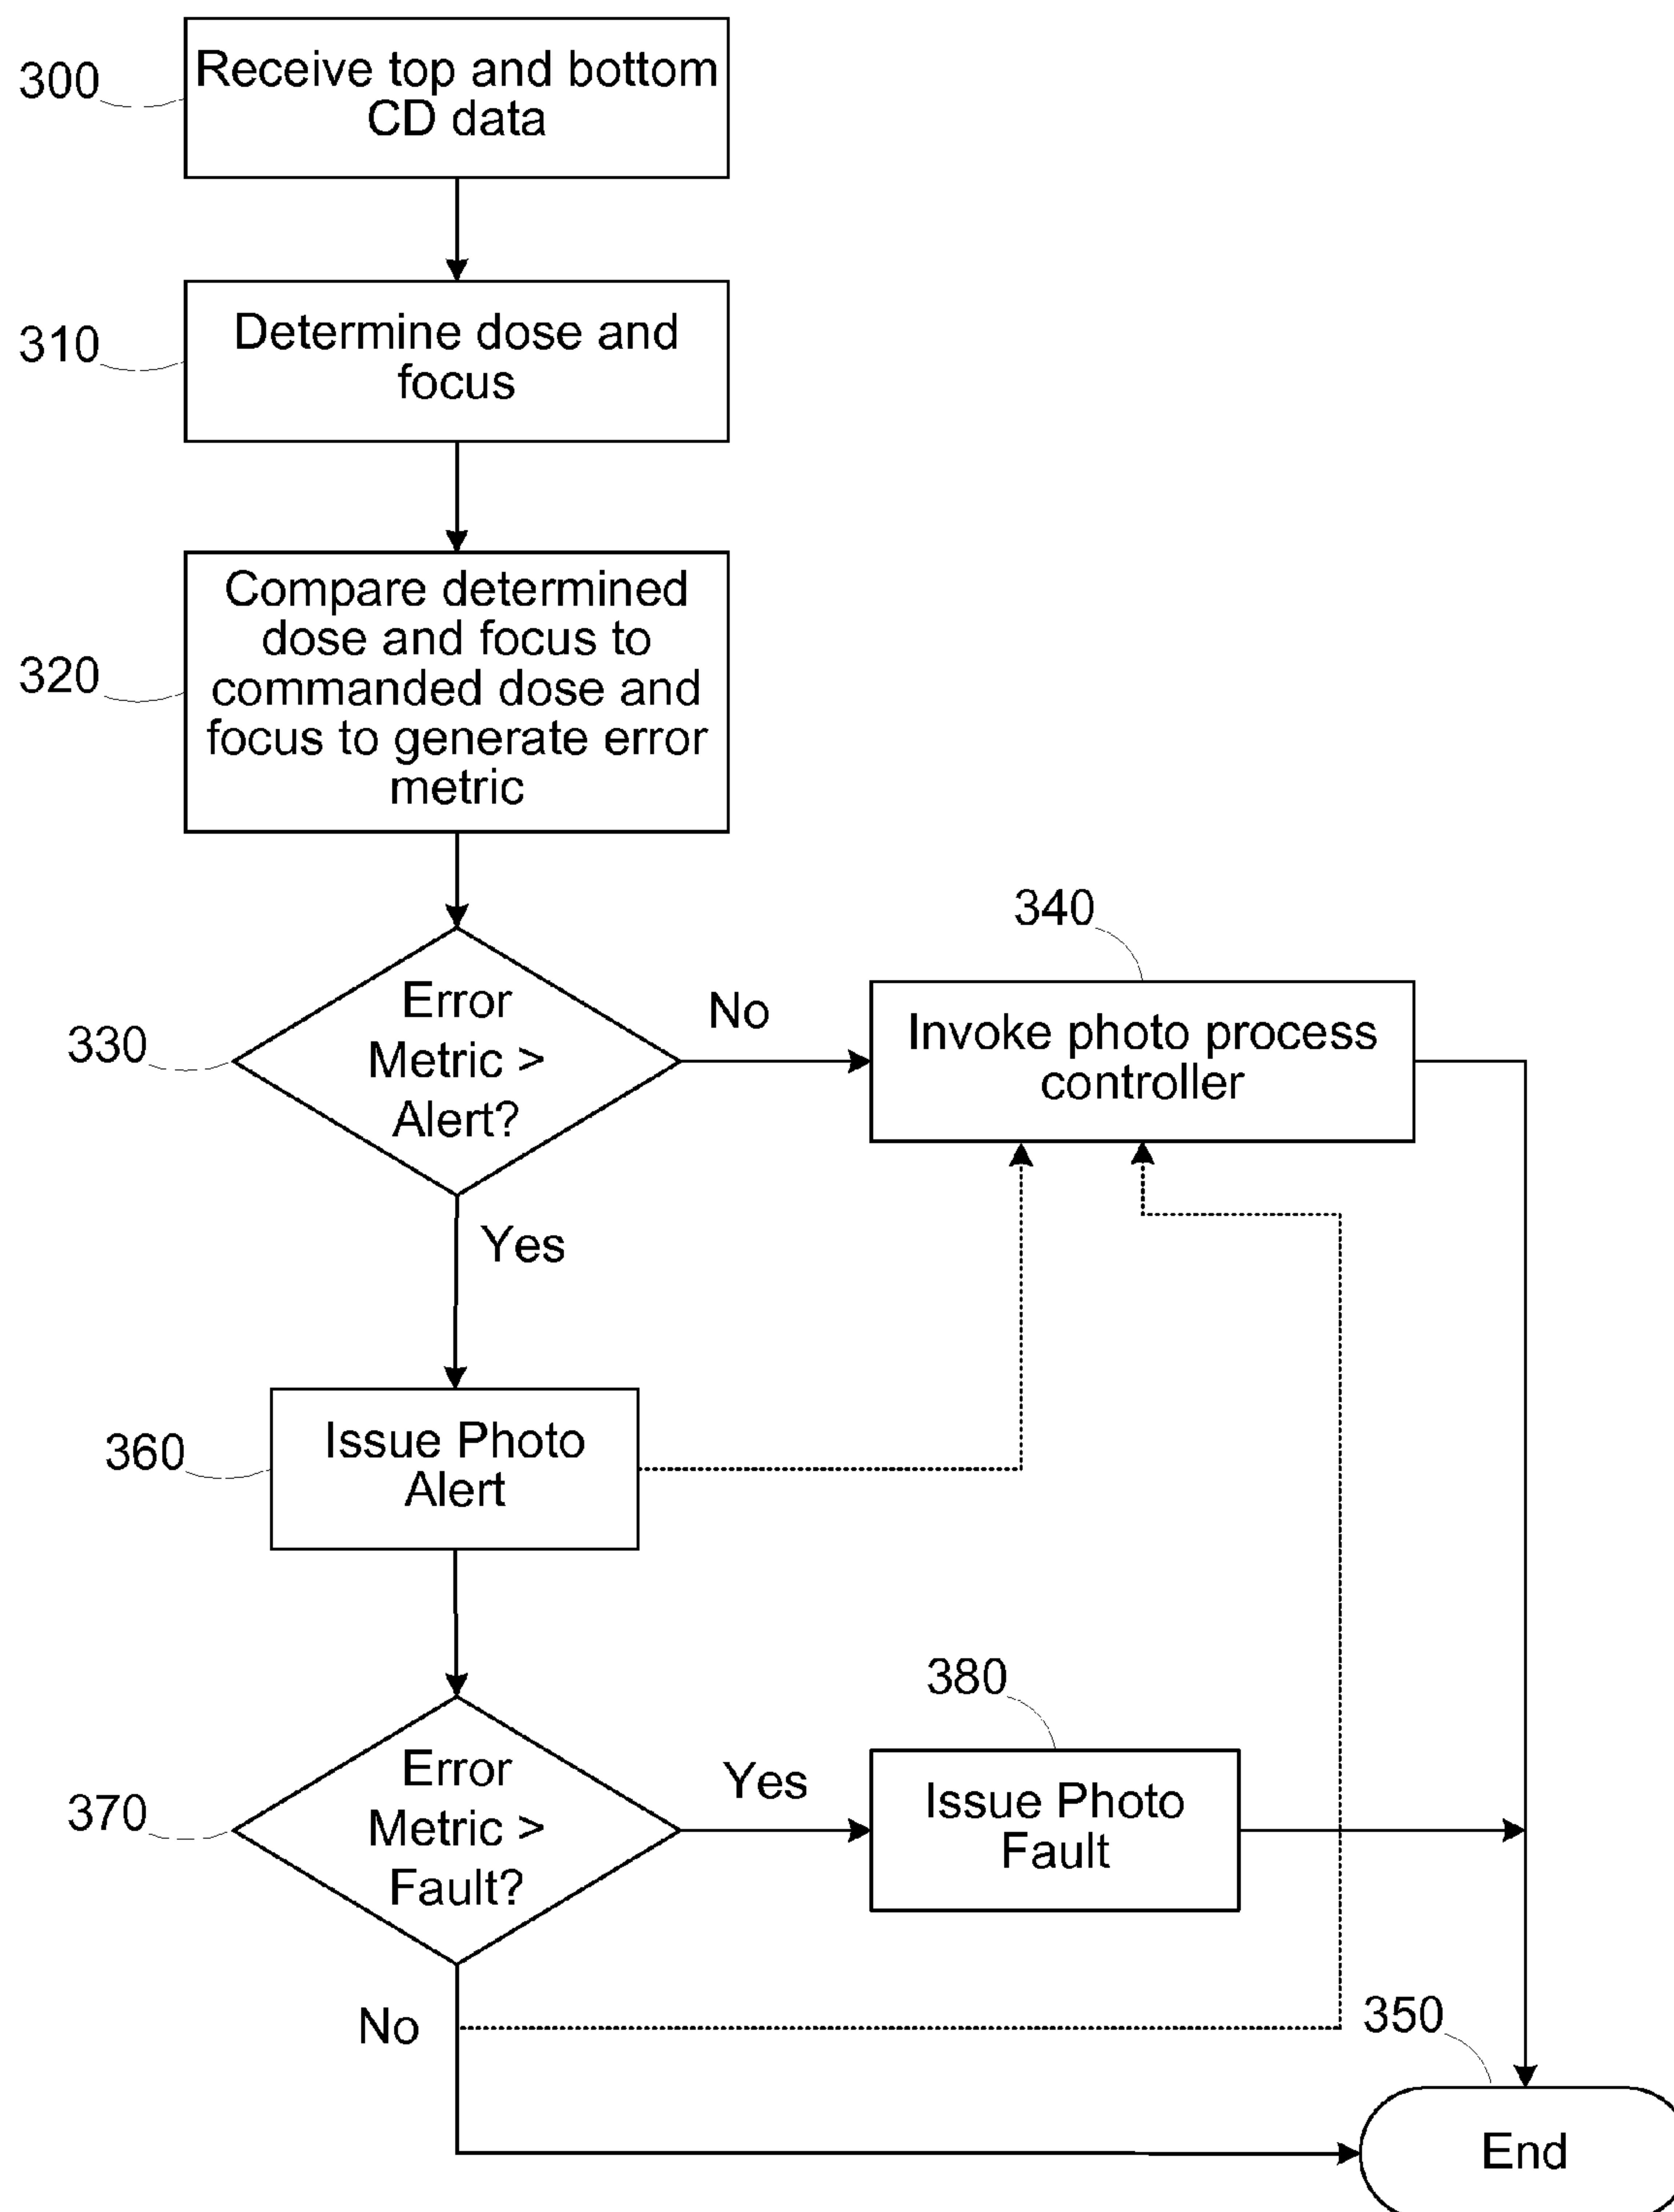 300
Receive top and bottom
CD data
310
Determine dose and
focus
320
Compare determined
dose and focus to
commanded dose and
focus to generate error
metric
330
Error
Metric >
Alert?
No
340
Invoke photo process
controller
Yes
360
Issue Photo
Alert
370
Error
Metric >
Fault?
Yes
380
Issue Photo
Fault
No
350
End